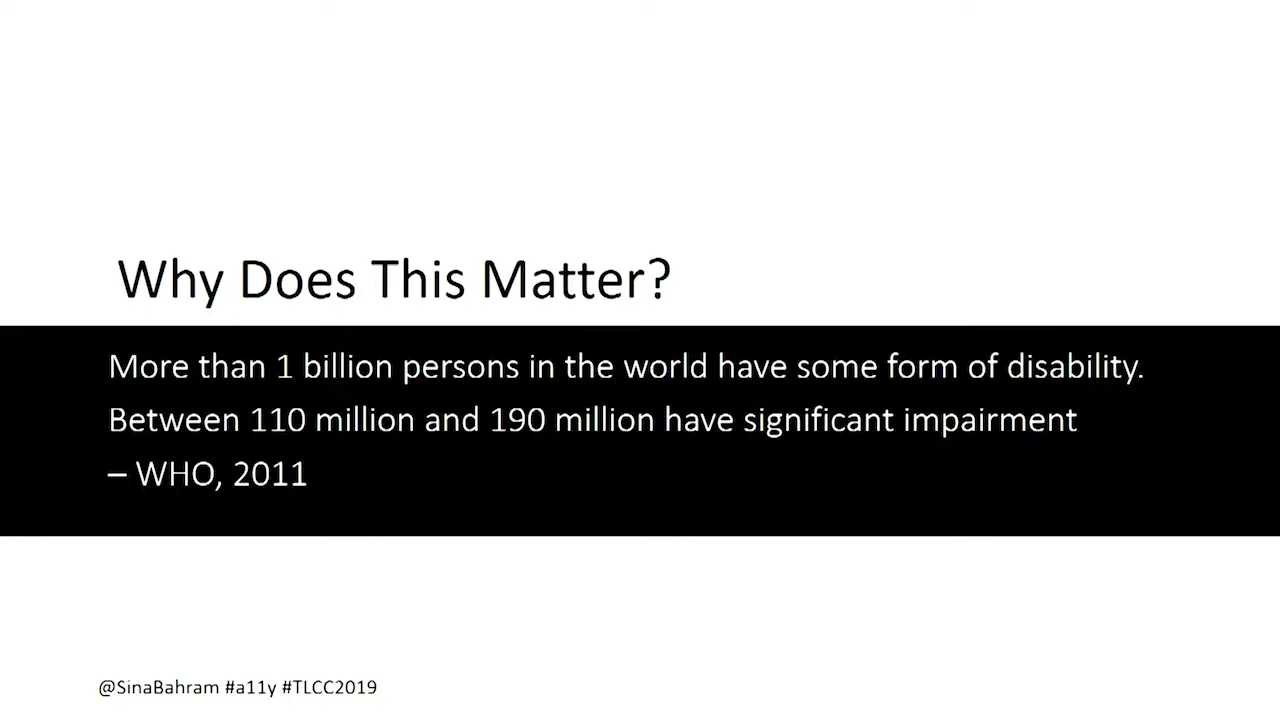 Why Does This Matter?
More than 1 billion persons in the world have some form of disability.
Between 110 million and 190 million have significant impairment
– WHO, 2011
@SinaBahram #a11y #TLCC2019